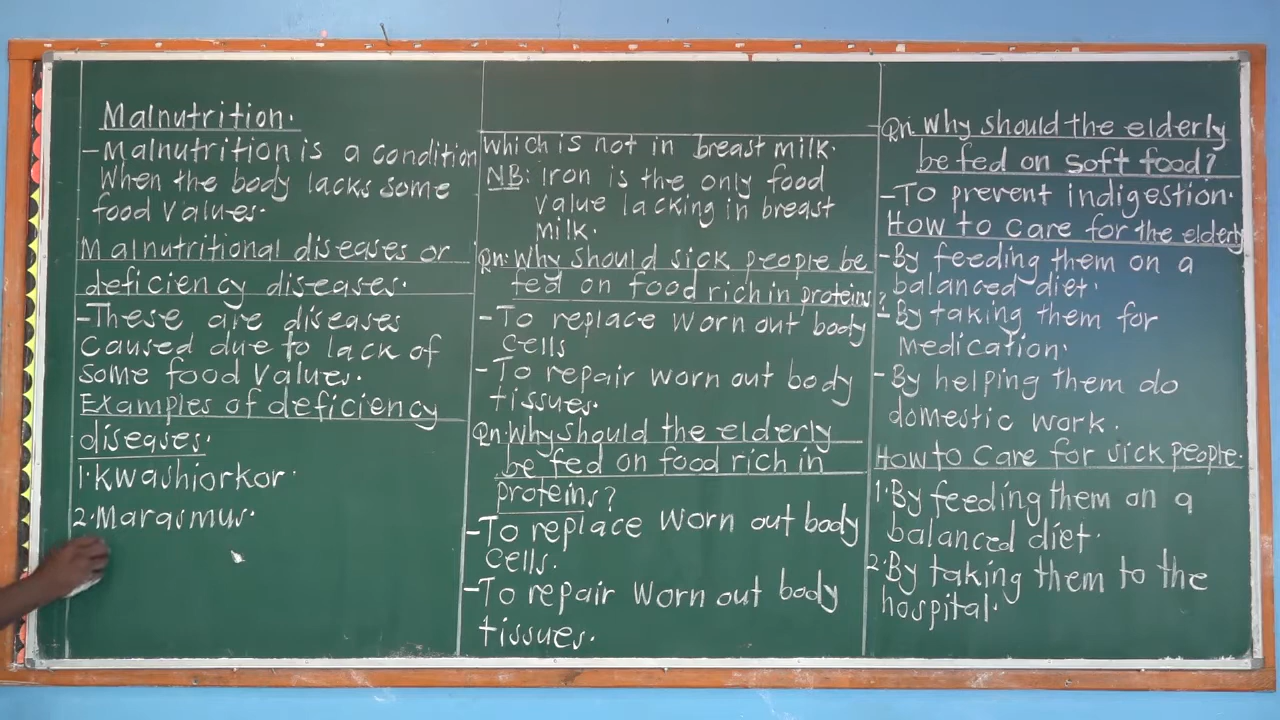 Malnutrition.
-Malnutrition is a condition
When the body lacks some
food Values.
Malnutritional diseases or
deficiency diseases.
-These are diseases
Caused due to lack of
some food Values.
Examples of deficiency
diseases.
1.Kwashiorkor.
2.Marasmus.
which is not in breast milk.
NB: iron is the only food
value lacking in breast
milk.
Qn: Why should sick people be
fed on food rich in proteins?
-To replace worn out body
cells
-To repair worn out body
tissues.
Qn: Why should the elderly
be fed on food rich in
proteins?
-To replace worn out body
cells.
-To repair worn out body
tissues.
Qn: Why should the elderly
be fed on soft food?
-To prevent indigestion.
How to care for the elderly
-By feeding them on a
balanced diet.
-By taking them for
medication.
-By helping them do
domestic work.
How to care for sick people.
1.By feeding them on a
balanced diet.
2.By taking them to the
hospital.